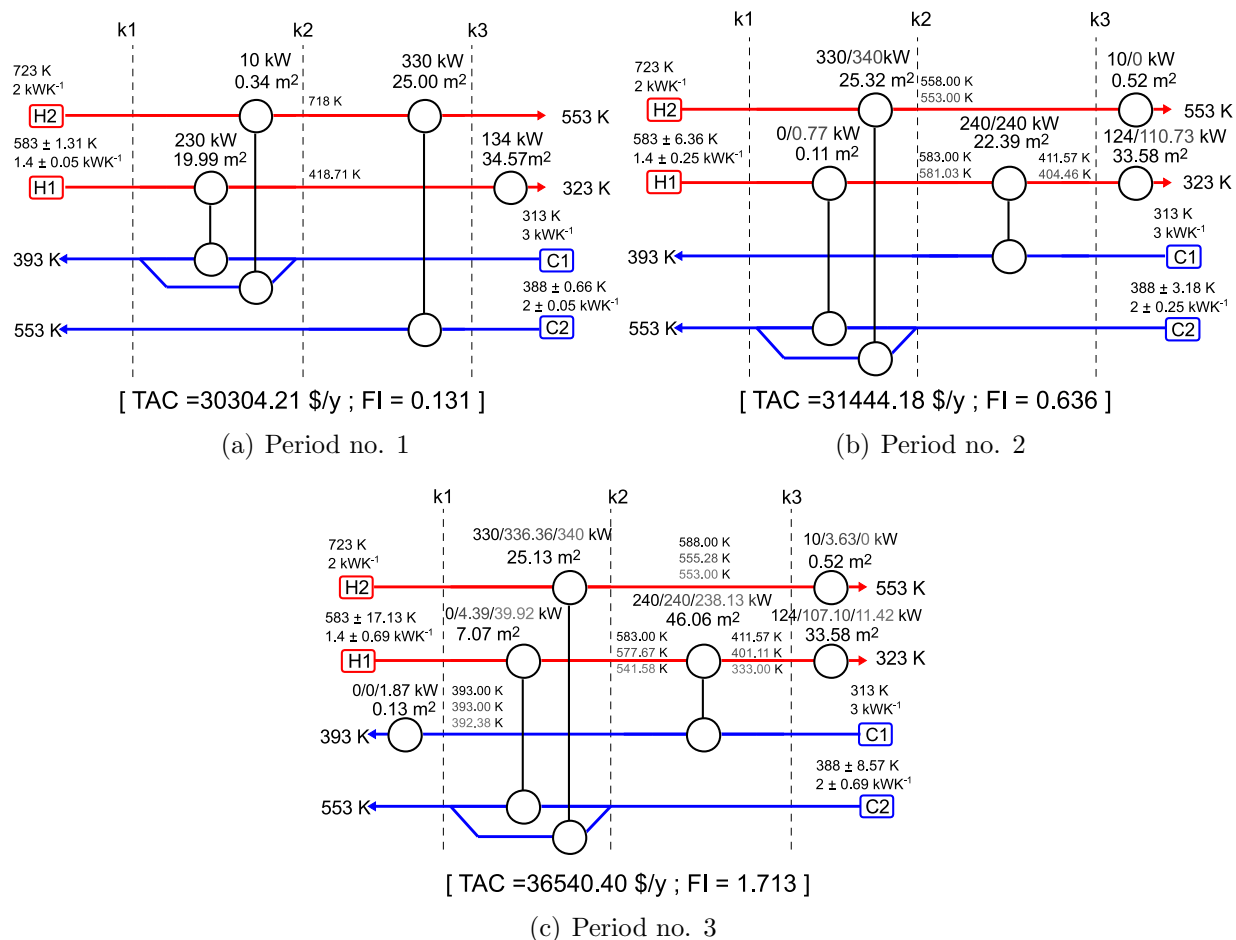 k1 k2 k3
10 kW
0.34 m²
330 kW
25.00 m²
723 K
2 kWK⁻¹
H2
718 K
553 K
583 ± 1.31 K
1.4 ± 0.05 kWK⁻¹
230 kW
19.99 m²
134 kW
34.57m²
H1
418.71 K
323 K
313 K
3 kWK⁻¹
393 K
C1
388 ± 0.66 K
2 ± 0.05 kWK⁻¹
553 K
C2
[ TAC =30304.21 $/y ; FI = 0.131 ]
(a) Period no. 1
k1 k2 k3
330/340kW
25.32 m²
10/0 kW
0.52 m²
723 K
2 kWK⁻¹
H2
558.00 K
553.00 K
553 K
583 ± 6.36 K
1.4 ± 0.25 kWK⁻¹
0/0.77 kW
0.11 m²
240/240 kW
22.39 m²
124/110.73 kW
33.58 m²
H1
583.00 K
581.03 K
411.57 K
404.46 K
323 K
313 K
3 kWK⁻¹
393 K
C1
388 ± 3.18 K
2 ± 0.25 kWK⁻¹
553 K
C2
[ TAC =31444.18 $/y ; FI = 0.636 ]
(b) Period no. 2
k1 k2 k3
330/336.36/340 kW
25.13 m²
10/3.63/0 kW
0.52 m²
723 K
2 kWK⁻¹
H2
588.00 K
555.28 K
553.00 K
553 K
583 ± 17.13 K
1.4 ± 0.69 kWK⁻¹
0/4.39/39.92 kW
7.07 m²
240/240/238.13 kW
46.06 m²
124/107.10/11.42 kW
33.58 m²
H1
583.00 K
577.67 K
541.58 K
411.57 K
401.11 K
333.00 K
323 K
0/0/1.87 kW
0.13 m²
393.00 K
393.00 K
392.38 K
313 K
3 kWK⁻¹
393 K
C1
388 ± 8.57 K
2 ± 0.69 kWK⁻¹
553 K
C2
[ TAC =36540.40 $/y ; FI = 1.713 ]
(c) Period no. 3